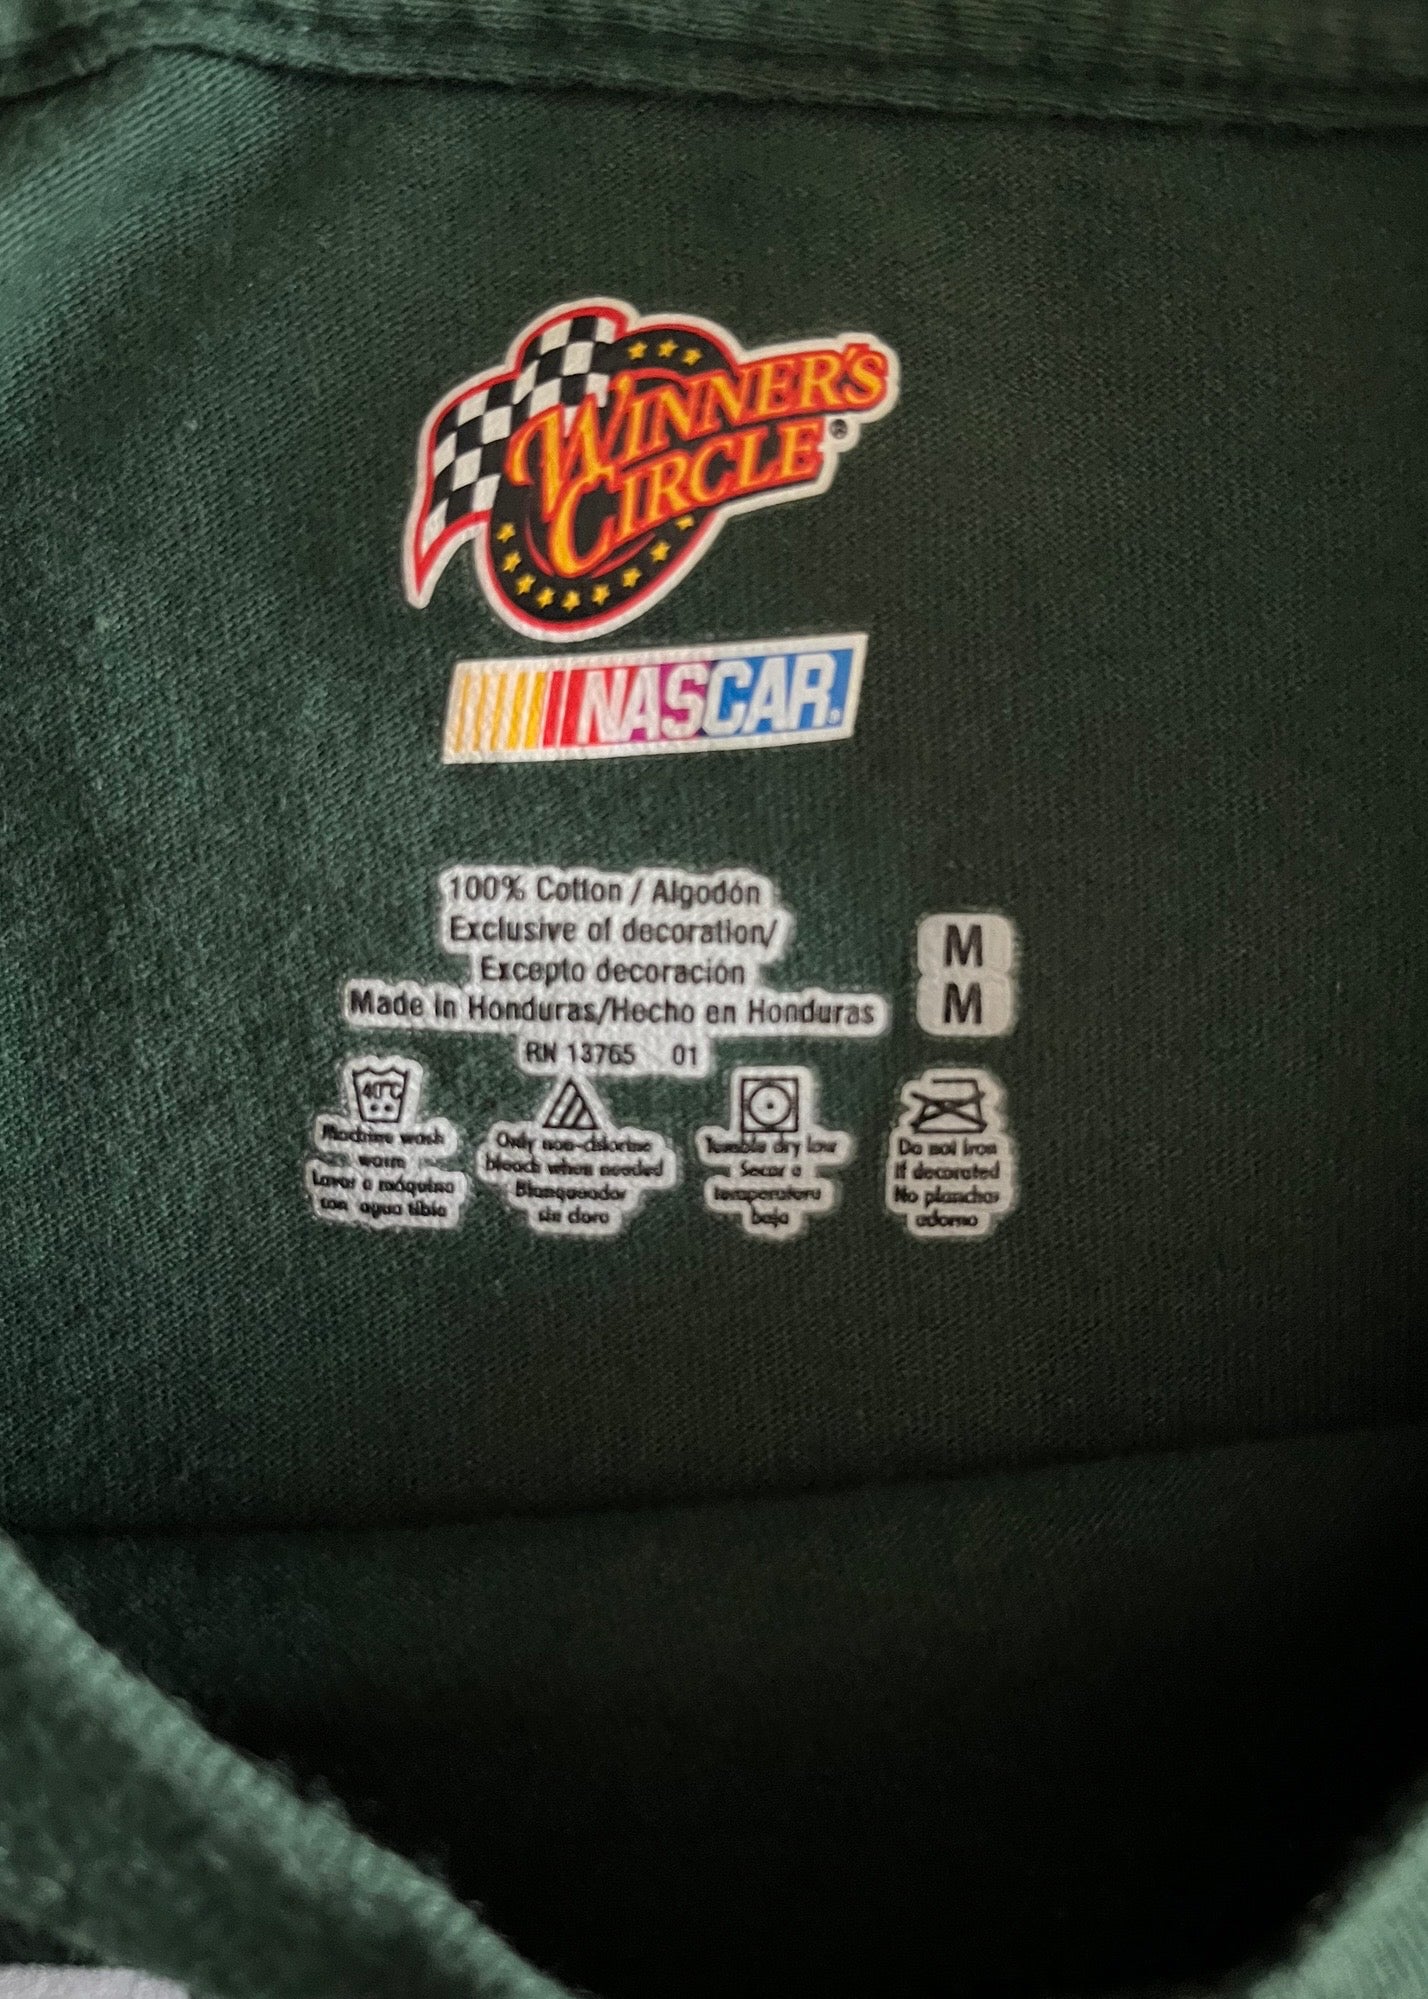 WINNER'S
CIRCLE®
NASCAR®
100% Cotton / Algodón
Exclusive of decoration/
Excepto decoración
Made in Honduras/Hecho en Honduras
RN 13765 01
M
M
40°C
Machine wash
warm
Lavar a máquina
con agua tibia
Only non-chlorine
bleach when needed
Blanqueador
sin cloro
Tumble dry low
Secar a
temperatura
baja
Do not iron
if decorated
No planchar
adorno